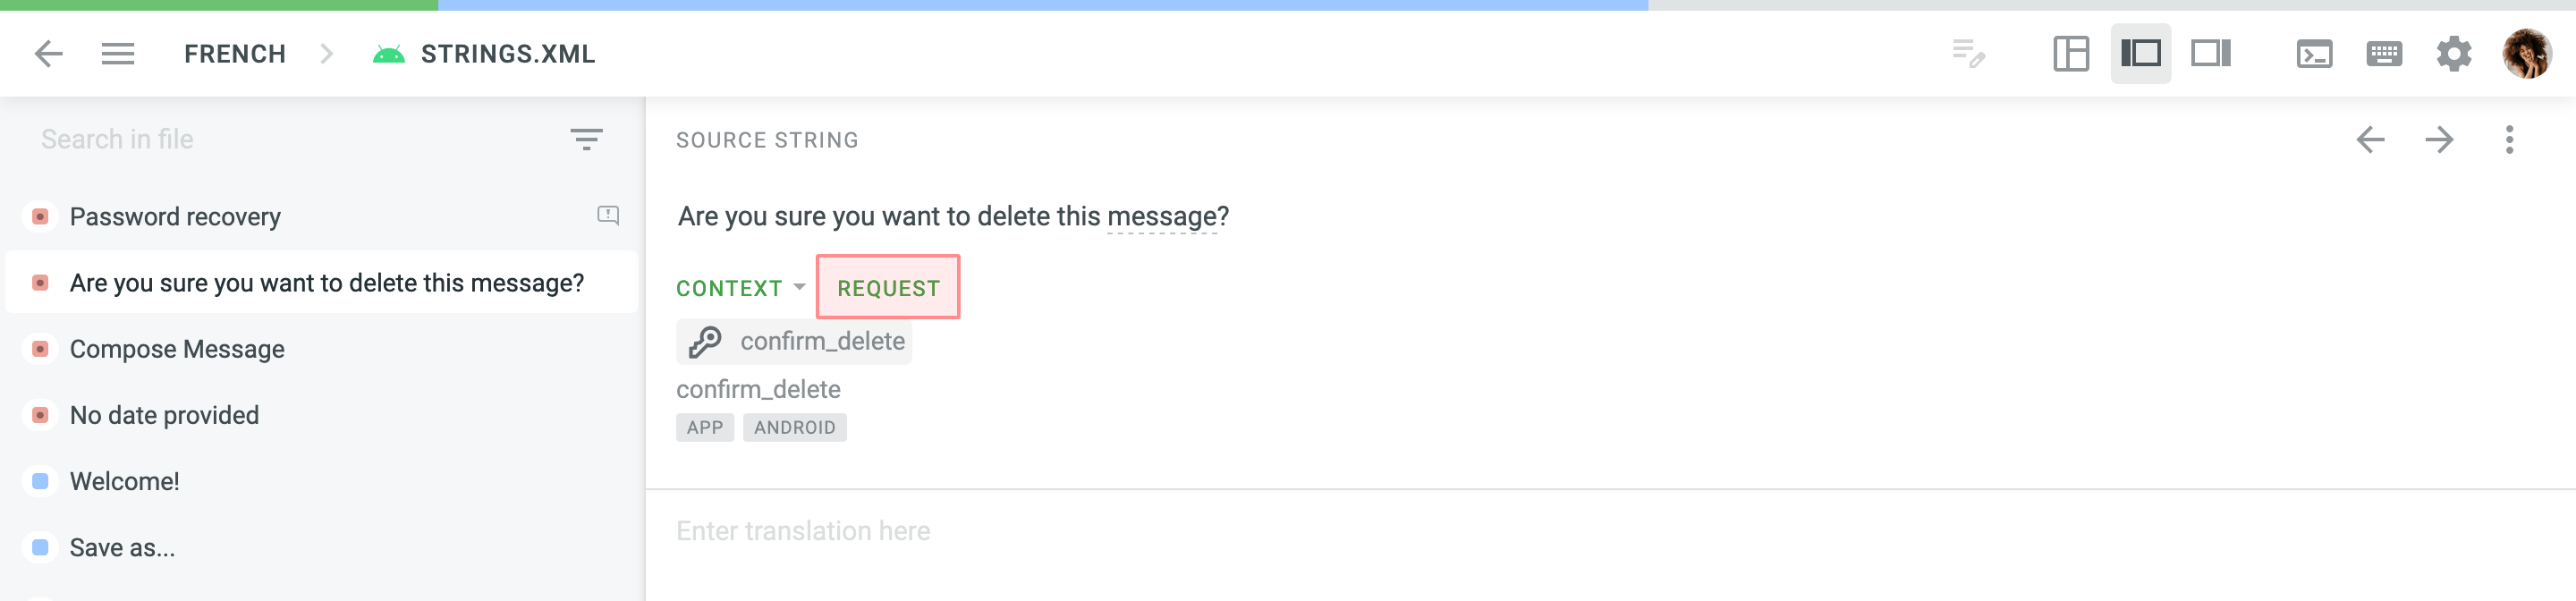 FRENCH STRINGS.XML
Search in file
Password recovery
Are you sure you want to delete this message?
Compose Message
No date provided
Welcome!
Save as...
SOURCE STRING
Are you sure you want to delete this message?
CONTEXT REQUEST
confirm_delete
confirm_delete
APP ANDROID
Enter translation here